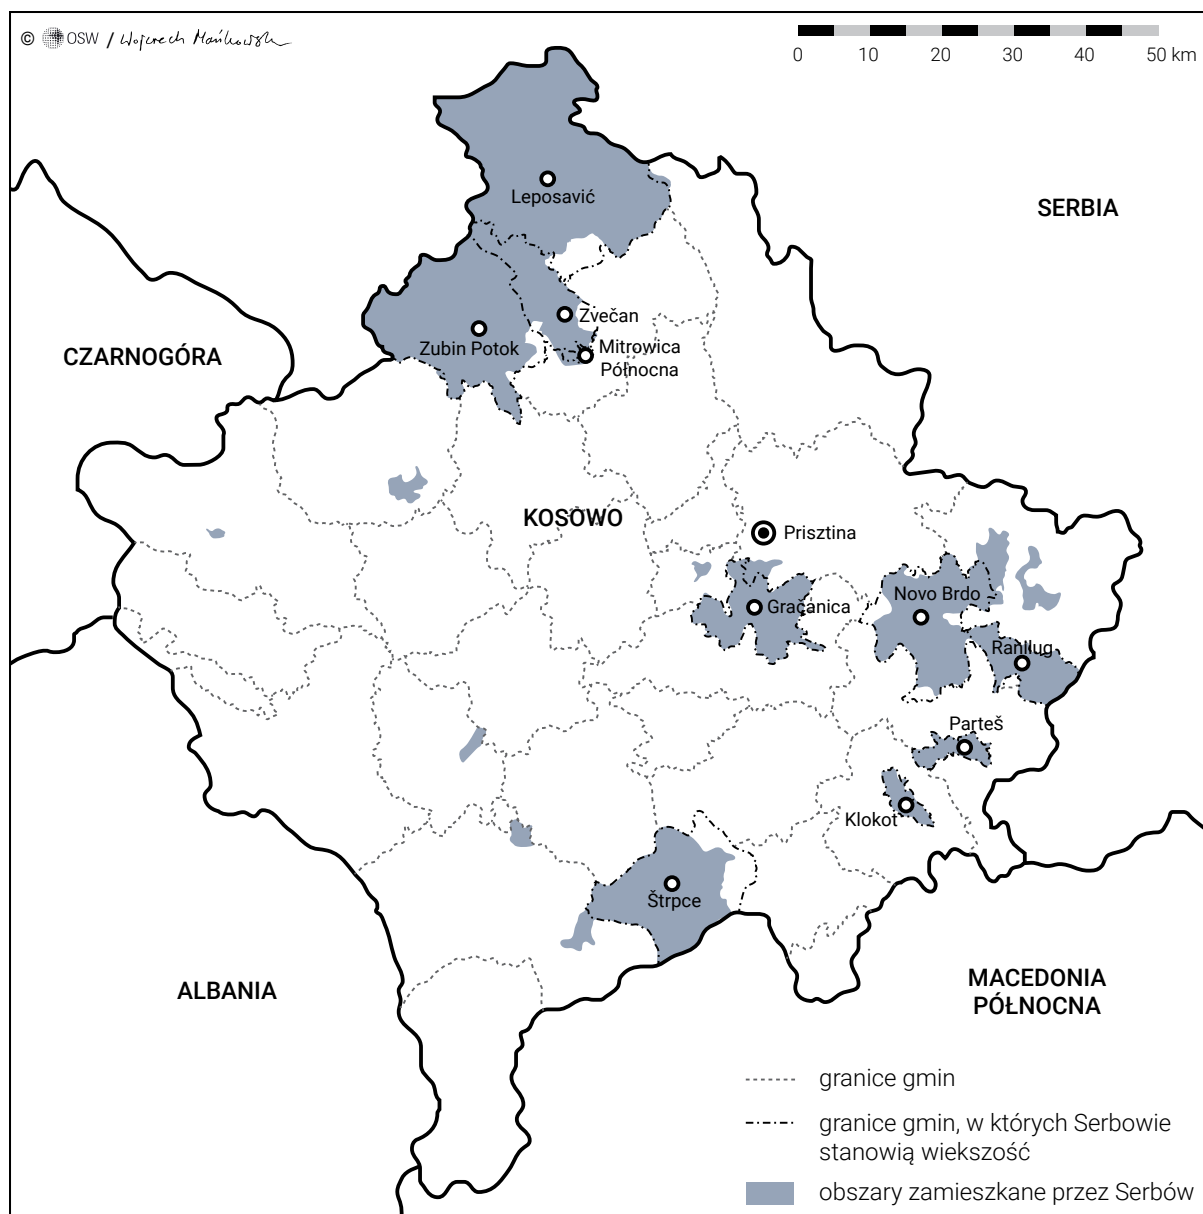 © OSW / Wojciech Mańkowski
0 10 20 30 40 50 km
SERBIA
Leposavić
Zvečan
CZARNOGÓRA
Zubin Potok
Mitrowica
Północna
KOSOWO
Prisztina
Novo Brdo
Gračanica
Ranllug
Parteš
Klokot
Štrpce
ALBANIA
MACEDONIA
PÓŁNOCNA
granice gmin
granice gmin, w których Serbowie
stanowią wiekszość
obszary zamieszkane przez Serbów